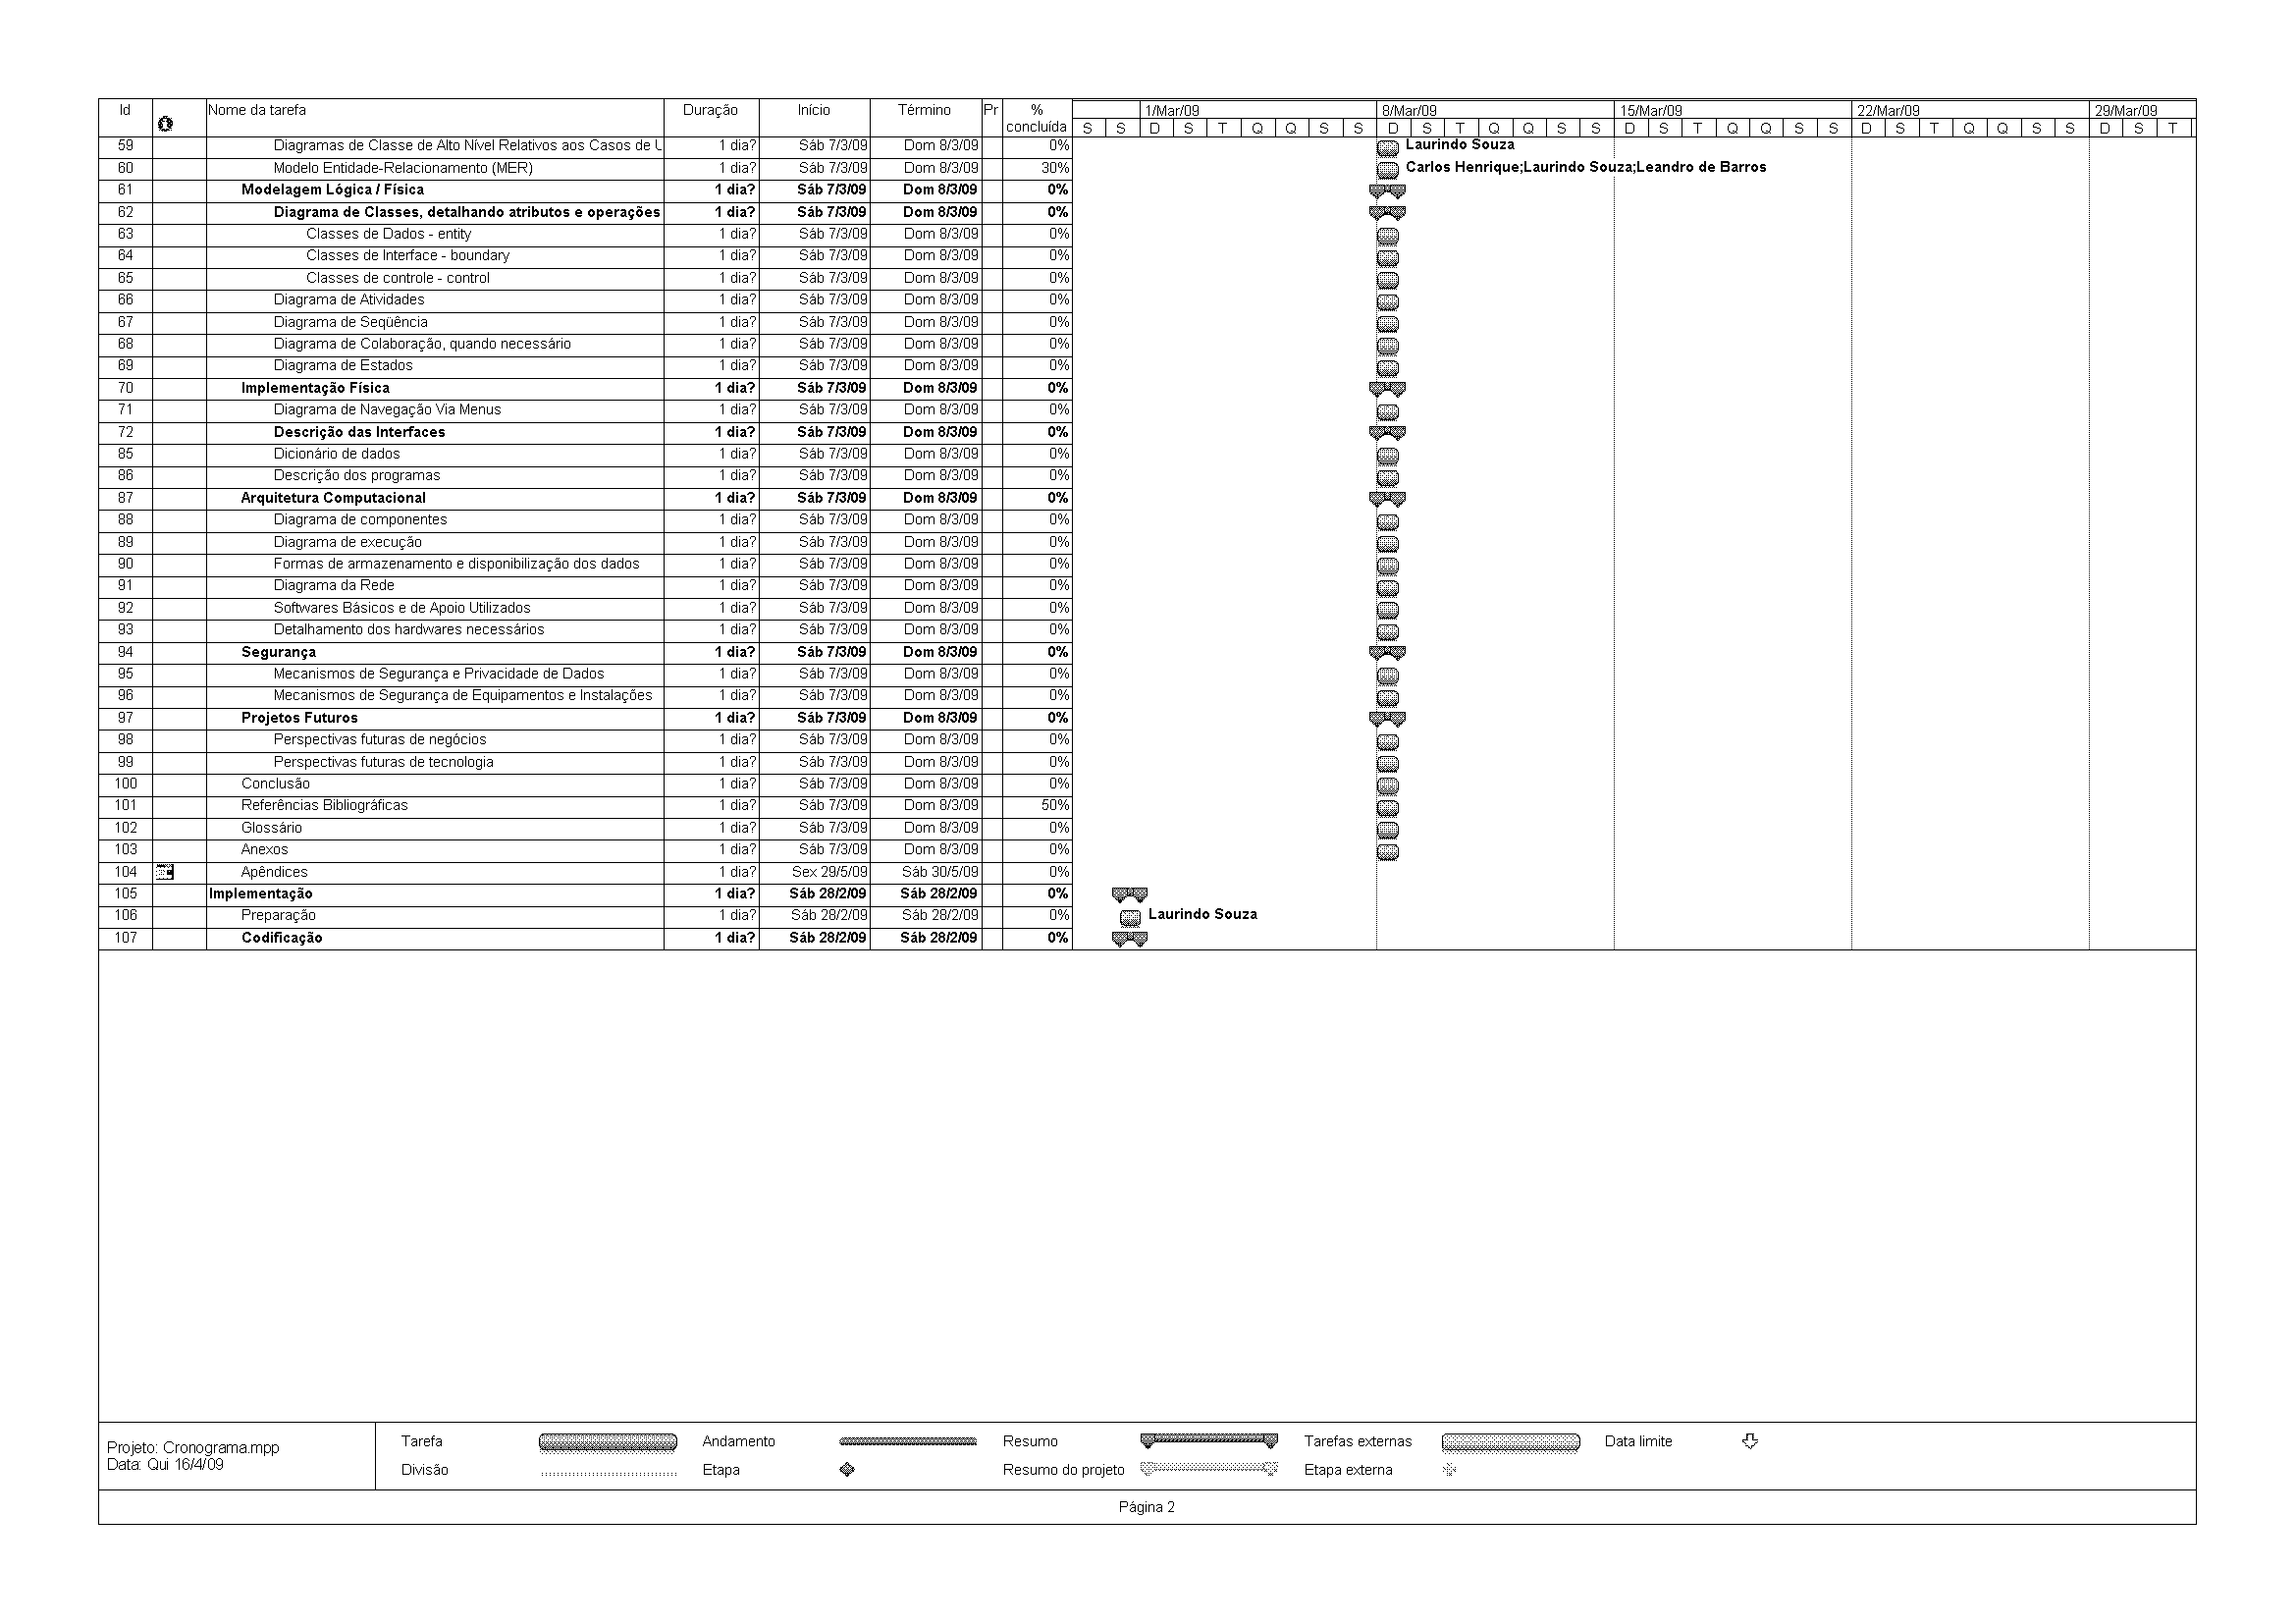 Id Nome da tarefa Duração Início Término Pr % concluída 1/Mar/09 8/Mar/09 15/Mar/09 22/Mar/09 29/Mar/09
S S D S T Q Q S S D S T Q Q S S D S T Q Q S S D S T Q Q S S D S T
59 Diagramas de Classe de Alto Nível Relativos aos Casos de U 1 dia? Sáb 7/3/09 Dom 8/3/09 0% Laurindo Souza
60 Modelo Entidade-Relacionamento (MER) 1 dia? Sáb 7/3/09 Dom 8/3/09 30% Carlos Henrique;Laurindo Souza;Leandro de Barros
61 Modelagem Lógica / Física 1 dia? Sáb 7/3/09 Dom 8/3/09 0%
62 Diagrama de Classes, detalhando atributos e operações 1 dia? Sáb 7/3/09 Dom 8/3/09 0%
63 Classes de Dados - entity 1 dia? Sáb 7/3/09 Dom 8/3/09 0%
64 Classes de Interface - boundary 1 dia? Sáb 7/3/09 Dom 8/3/09 0%
65 Classes de controle - control 1 dia? Sáb 7/3/09 Dom 8/3/09 0%
66 Diagrama de Atividades 1 dia? Sáb 7/3/09 Dom 8/3/09 0%
67 Diagrama de Seqüência 1 dia? Sáb 7/3/09 Dom 8/3/09 0%
68 Diagrama de Colaboração, quando necessário 1 dia? Sáb 7/3/09 Dom 8/3/09 0%
69 Diagrama de Estados 1 dia? Sáb 7/3/09 Dom 8/3/09 0%
70 Implementação Física 1 dia? Sáb 7/3/09 Dom 8/3/09 0%
71 Diagrama de Navegação Via Menus 1 dia? Sáb 7/3/09 Dom 8/3/09 0%
72 Descrição das Interfaces 1 dia? Sáb 7/3/09 Dom 8/3/09 0%
85 Dicionário de dados 1 dia? Sáb 7/3/09 Dom 8/3/09 0%
86 Descrição dos programas 1 dia? Sáb 7/3/09 Dom 8/3/09 0%
87 Arquitetura Computacional 1 dia? Sáb 7/3/09 Dom 8/3/09 0%
88 Diagrama de componentes 1 dia? Sáb 7/3/09 Dom 8/3/09 0%
89 Diagrama de execução 1 dia? Sáb 7/3/09 Dom 8/3/09 0%
90 Formas de armazenamento e disponibilização dos dados 1 dia? Sáb 7/3/09 Dom 8/3/09 0%
91 Diagrama da Rede 1 dia? Sáb 7/3/09 Dom 8/3/09 0%
92 Softwares Básicos e de Apoio Utilizados 1 dia? Sáb 7/3/09 Dom 8/3/09 0%
93 Detalhamento dos hardwares necessários 1 dia? Sáb 7/3/09 Dom 8/3/09 0%
94 Segurança 1 dia? Sáb 7/3/09 Dom 8/3/09 0%
95 Mecanismos de Segurança e Privacidade de Dados 1 dia? Sáb 7/3/09 Dom 8/3/09 0%
96 Mecanismos de Segurança de Equipamentos e Instalações 1 dia? Sáb 7/3/09 Dom 8/3/09 0%
97 Projetos Futuros 1 dia? Sáb 7/3/09 Dom 8/3/09 0%
98 Perspectivas futuras de negócios 1 dia? Sáb 7/3/09 Dom 8/3/09 0%
99 Perspectivas futuras de tecnologia 1 dia? Sáb 7/3/09 Dom 8/3/09 0%
100 Conclusão 1 dia? Sáb 7/3/09 Dom 8/3/09 0%
101 Referências Bibliográficas 1 dia? Sáb 7/3/09 Dom 8/3/09 50%
102 Glossário 1 dia? Sáb 7/3/09 Dom 8/3/09 0%
103 Anexos 1 dia? Sáb 7/3/09 Dom 8/3/09 0%
104 Apêndices 1 dia? Sex 29/5/09 Sáb 30/5/09 0%
105 Implementação 1 dia? Sáb 28/2/09 Sáb 28/2/09 0%
106 Preparação 1 dia? Sáb 28/2/09 Sáb 28/2/09 0% Laurindo Souza
107 Codificação 1 dia? Sáb 28/2/09 Sáb 28/2/09 0%
Projeto: Cronograma.mpp
Data: Qui 16/4/09
Tarefa Andamento Resumo Tarefas externas Data limite
Divisão Etapa Resumo do projeto Etapa externa
Página 2